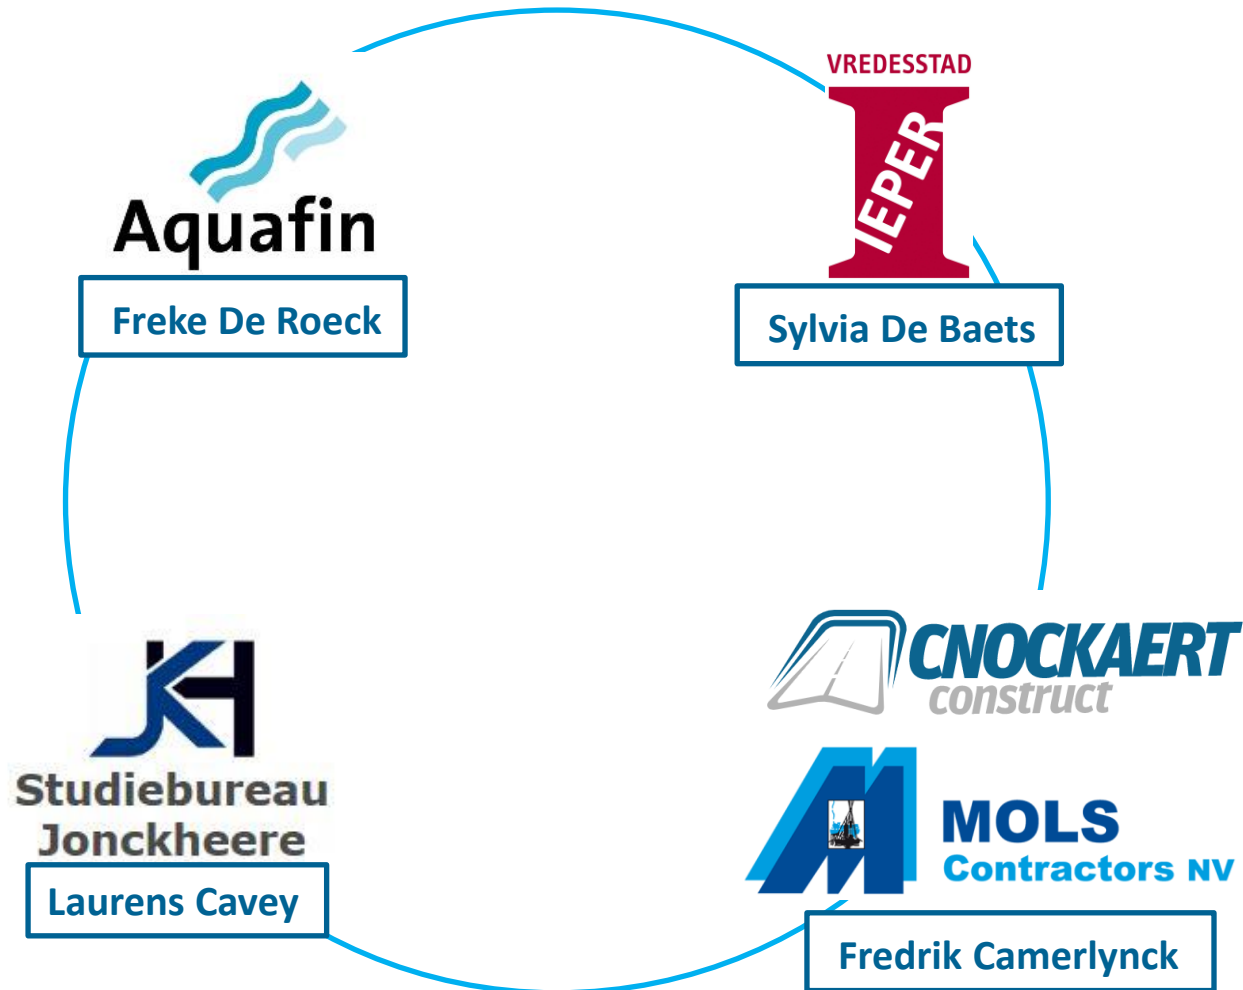 Aquafin
Freke De Roeck
VREDESSTAD
IEPER
Sylvia De Baets
JKH
Studiebureau
Jonckheere
Laurens Cavey
CNOCKAERT
construct
MOLS
Contractors NV
Fredrik Camerlynck